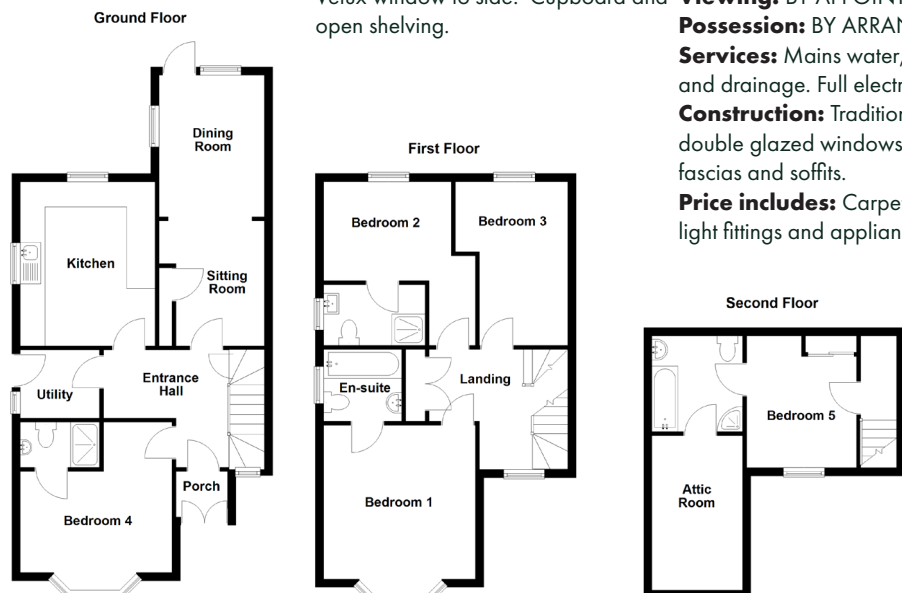 Velux window to side. Cupboard and
open shelving.
Possession: BY ARRAN
Services: Mains water,
and drainage. Full electr
Construction: Tradition
double glazed windows
fascias and soffits.
Price includes: Carpe
light fittings and applian
Ground Floor
Dining
Room
Kitchen
Sitting
Room
Utility
Entrance
Hall
Porch
Bedroom 4
First Floor
Bedroom 2
Bedroom 3
En-suite
Landing
Bedroom 1
Second Floor
Bedroom 5
Attic
Room